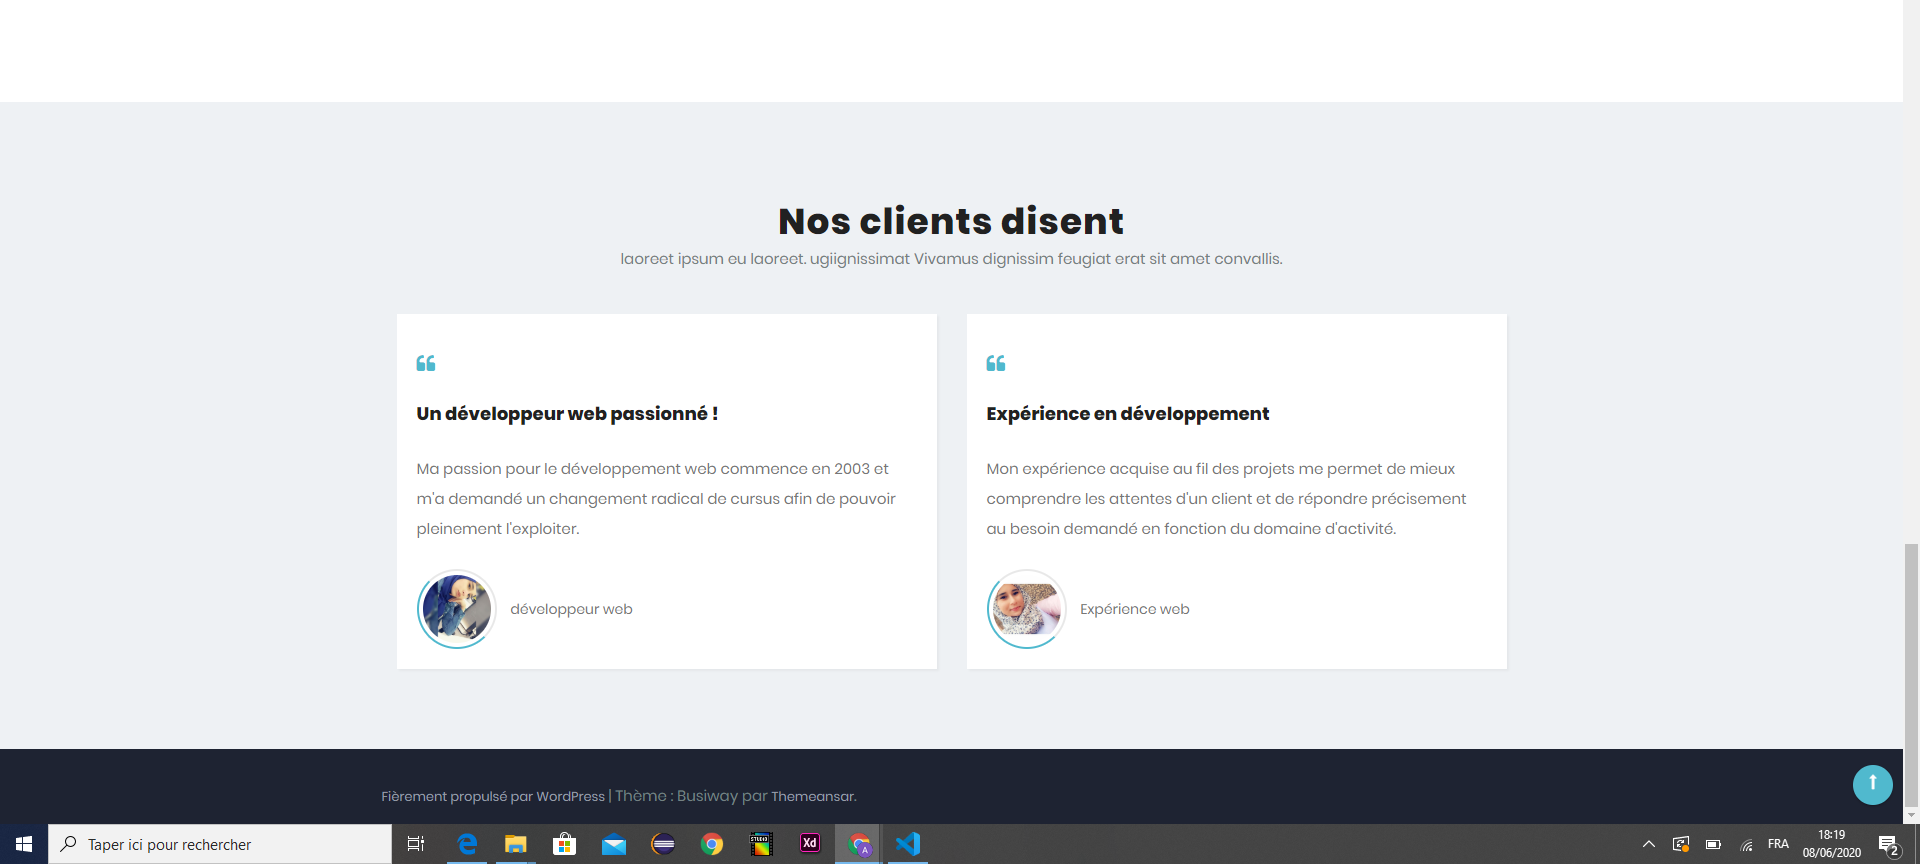 Nos clients disent
laoreet ipsum eu laoreet. ugiignissimat Vivamus dignissim feugiat erat sit amet convallis.
Un développeur web passionné !
Ma passion pour le développement web commence en 2003 et
m'a demandé un changement radical de cursus afin de pouvoir
pleinement l'exploiter.
développeur web
Expérience en développement
Mon expérience acquise au fil des projets me permet de mieux
comprendre les attentes d'un client et de répondre précisement
au besoin demandé en fonction du domaine d'activité.
Expérience web
Fièrement propulsé par WordPress | Thème : Busiway par Themeansar.
Taper ici pour rechercher
STUDIO
Xd
A
FRA
18:19
08/06/2020
2